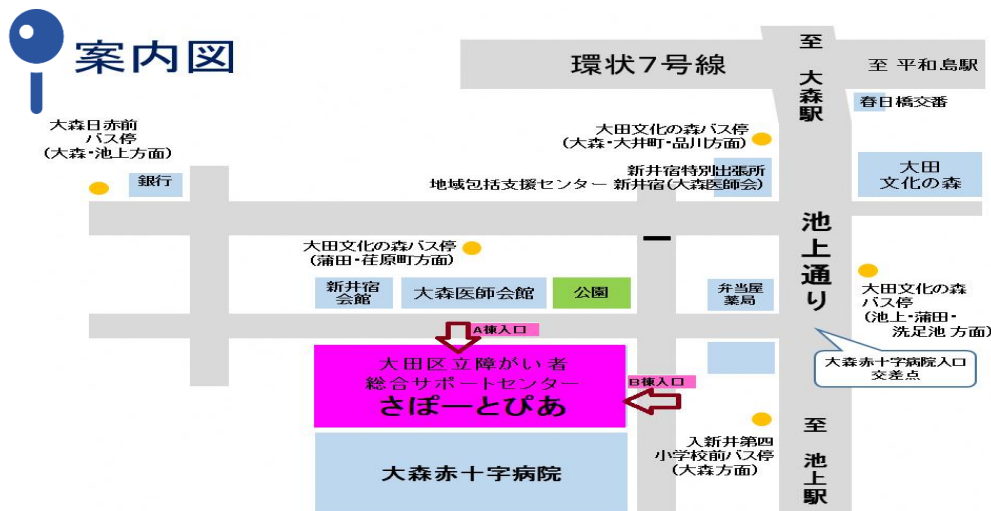 案内図
環状7号線
至 大森駅
至 平和島駅
春日橋交番
大森日赤前
バス停
(大森・池上方面)
銀行
大田文化の森バス停
(大森・大井町・品川方面)
新井宿特別出張所
地域包括支援センター 新井宿(大森医師会)
大田
文化の森
池上通り
大田文化の森バス停
(蒲田・荏原町方面)
新井宿
会館
大森医師会館
公園
弁当屋
薬局
大田文化の森
バス停
(池上・蒲田・
洗足池 方面)
A棟入口
大森赤十字病院入口
交差点
大田区立障がい者
総合サポートセンター
さぽーとぴあ
B棟入口
入新井第四
小学校前バス停
(大森方面)
至 池上駅
大森赤十字病院